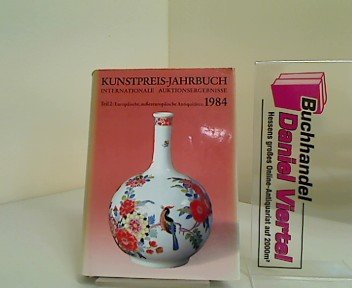 KUNSTPREIS-JAHRBUCH
INTERNATIONALE AUKTIONSERGEBNISSE
Teil 2: Europäische, außereuropäische Antiquitäten 1984
Buchhandel
Daniel Viertel
Hessens großes Online-Antiquariat auf 2000m²